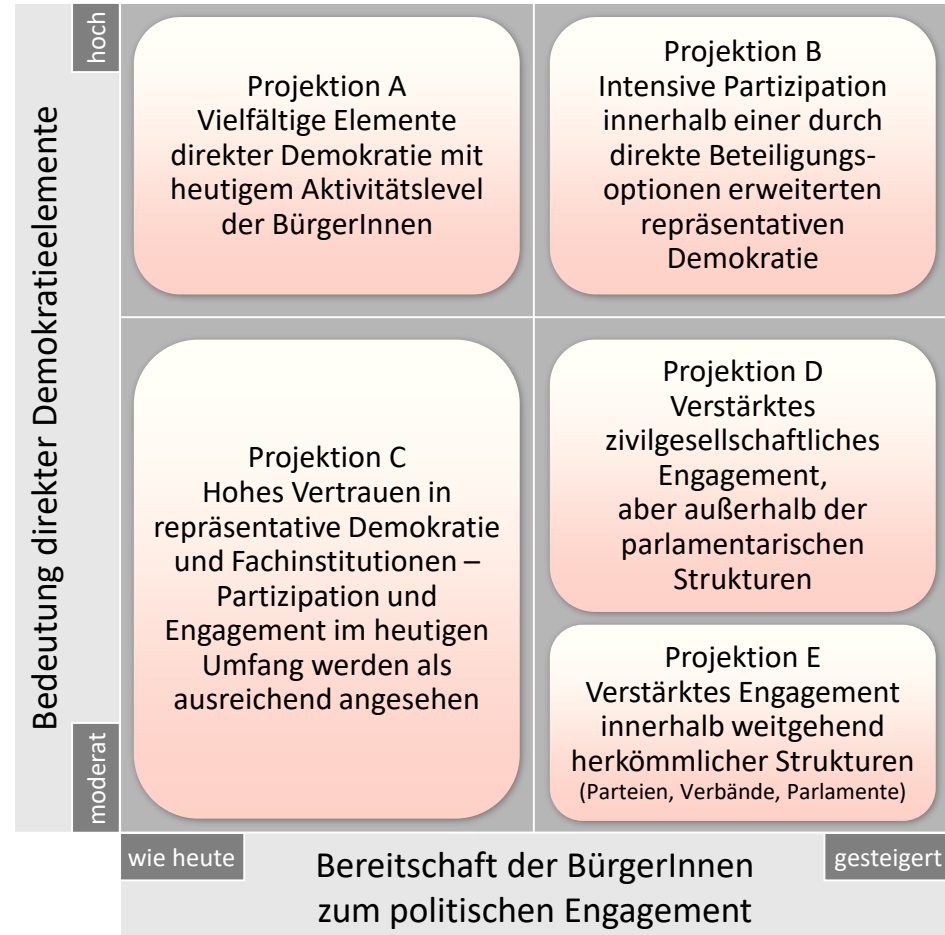 Bedeutung direkter Demokratieelemente
hoch
moderat
Projektion A
Vielfältige Elemente
direkter Demokratie mit
heutigem Aktivitätslevel
der BürgerInnen
Projektion B
Intensive Partizipation
innerhalb einer durch
direkte Beteiligungs-
optionen erweiterten
repräsentativen
Demokratie
Projektion C
Hohes Vertrauen in
repräsentative Demokratie
und Fachinstitutionen –
Partizipation und
Engagement im heutigen
Umfang werden als
ausreichend angesehen
Projektion D
Verstärktes
zivilgesellschaftliches
Engagement,
aber außerhalb der
parlamentarischen
Strukturen
Projektion E
Verstärktes Engagement
innerhalb weitgehend
herkömmlicher Strukturen
(Parteien, Verbände, Parlamente)
wie heute
Bereitschaft der BürgerInnen
zum politischen Engagement
gesteigert